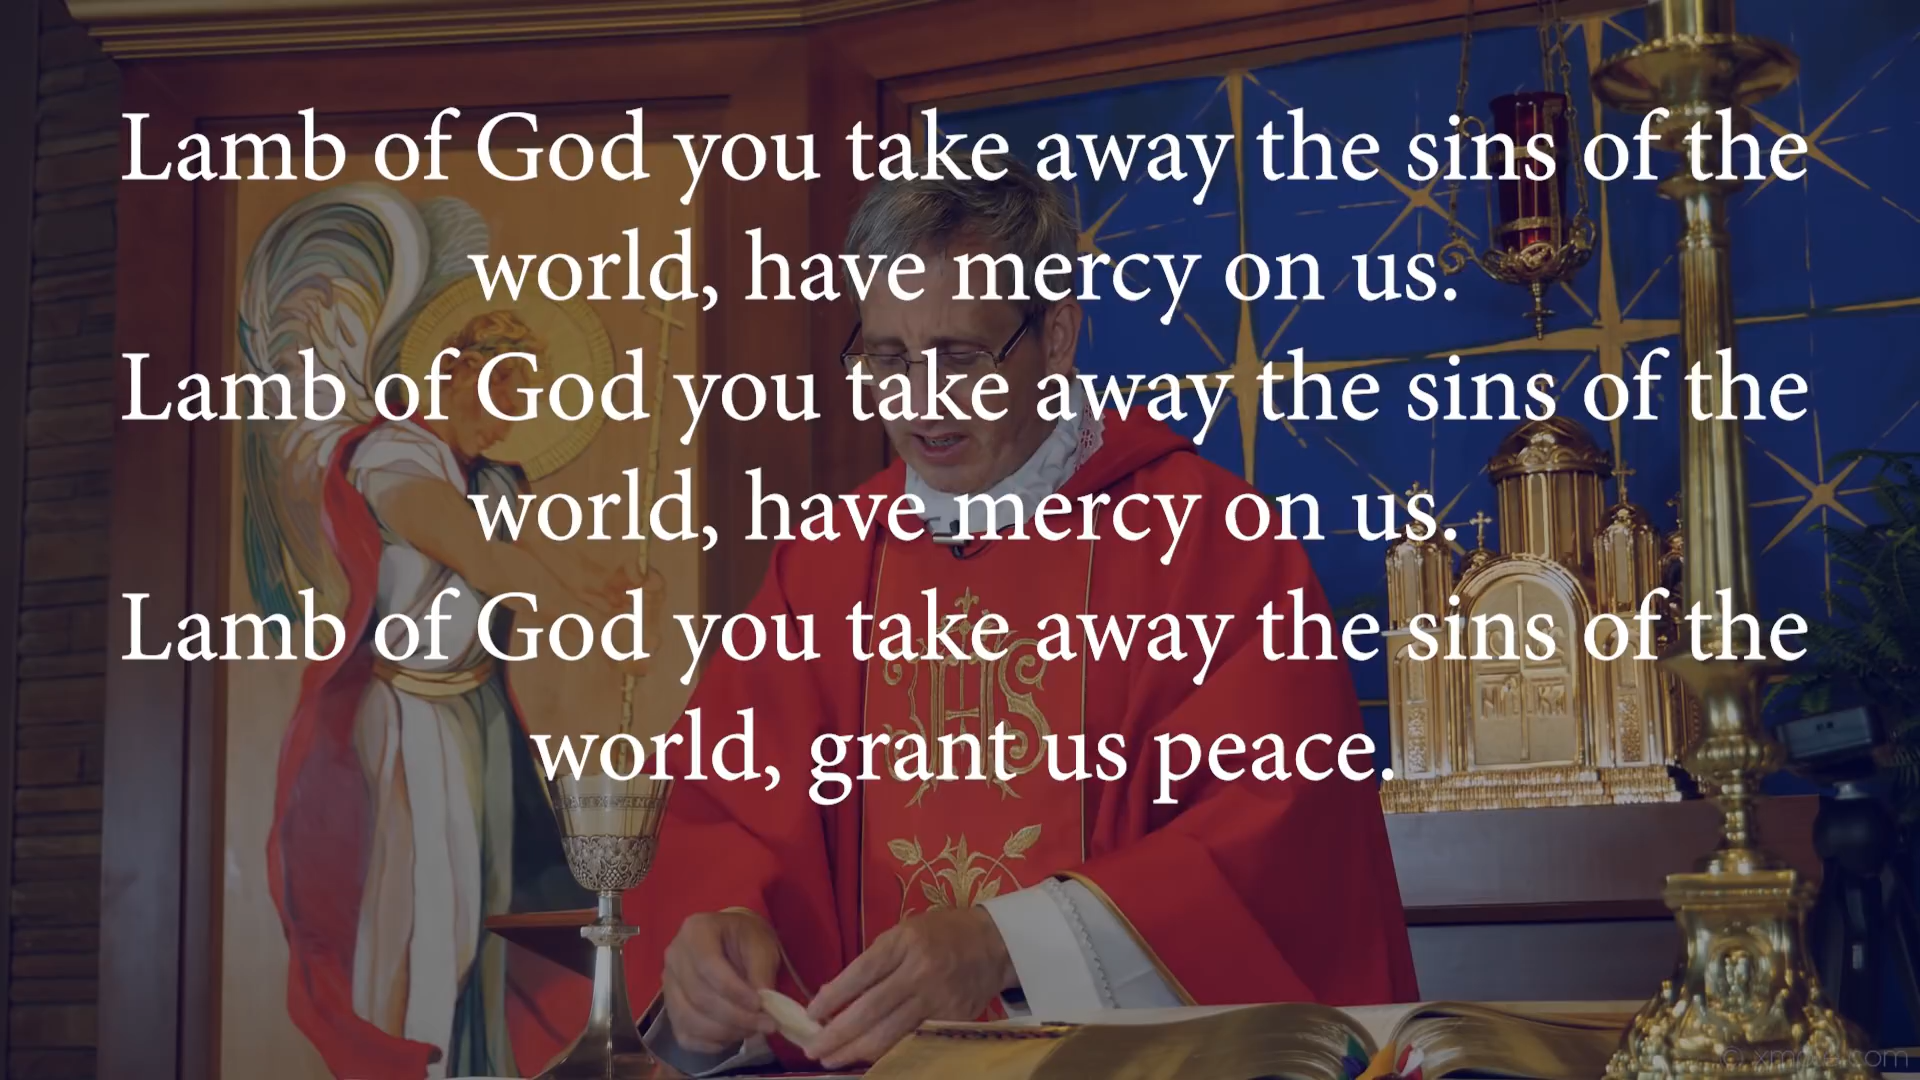 Lamb of God you take away the sins of the
world, have mercy on us.
Lamb of God you take away the sins of the
world, have mercy on us.
Lamb of God you take away the sins of the
world, grant us peace.
IHS